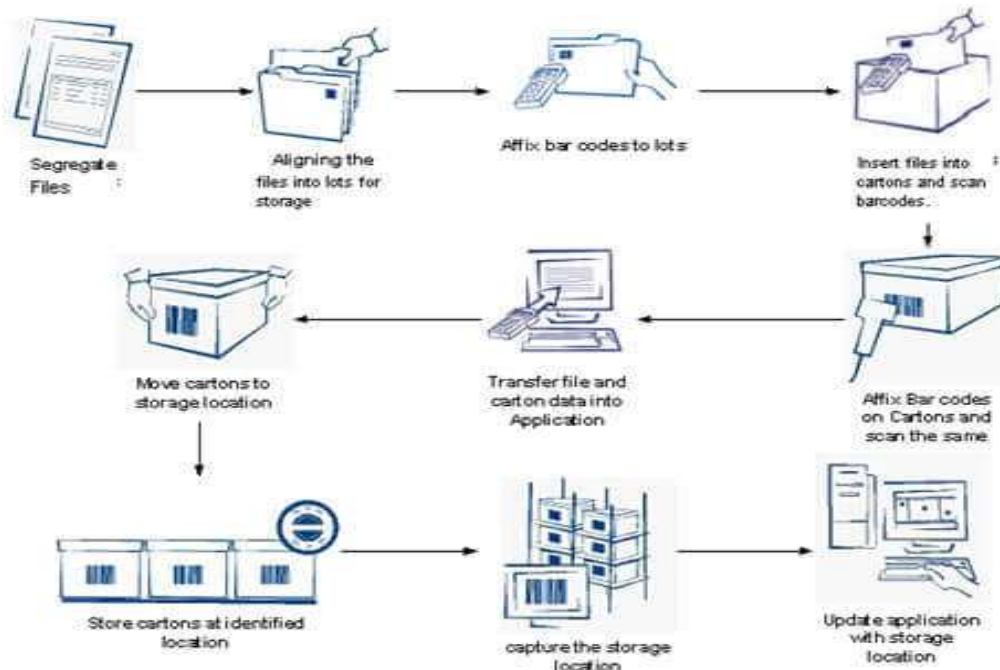 Segregate
Files :
Aligning the
files into lots for
storage
Affix bar codes to lots
Insert files into :
cartons and scan
barcodes.
Move cartons to
storage location
Transfer file and
carton data into
Application
Affix Bar codes
on Cartons and
scan the same
Store cartons at identified
location
capture the storage
location
Update application
with storage
location